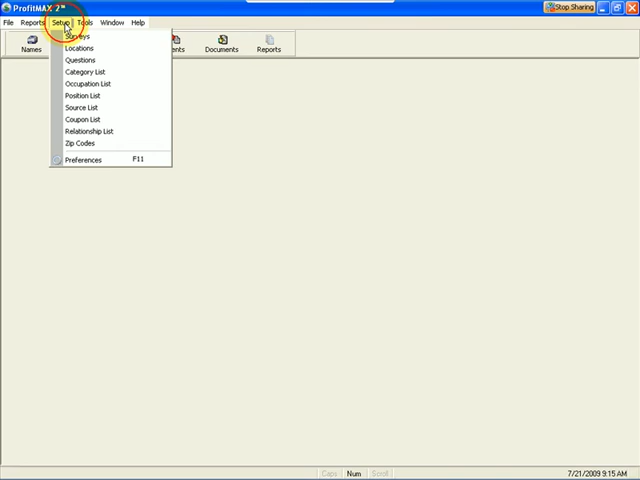 ProfitMAX 2™
Stop Sharing
File Reports Setup Tools Window Help
Names
Documents
Reports
Surveys
Locations
Questions
Category List
Occupation List
Position List
Source List
Coupon List
Relationship List
Zip Codes
Preferences F11
Caps Num Scroll 7/21/2009 9:15 AM